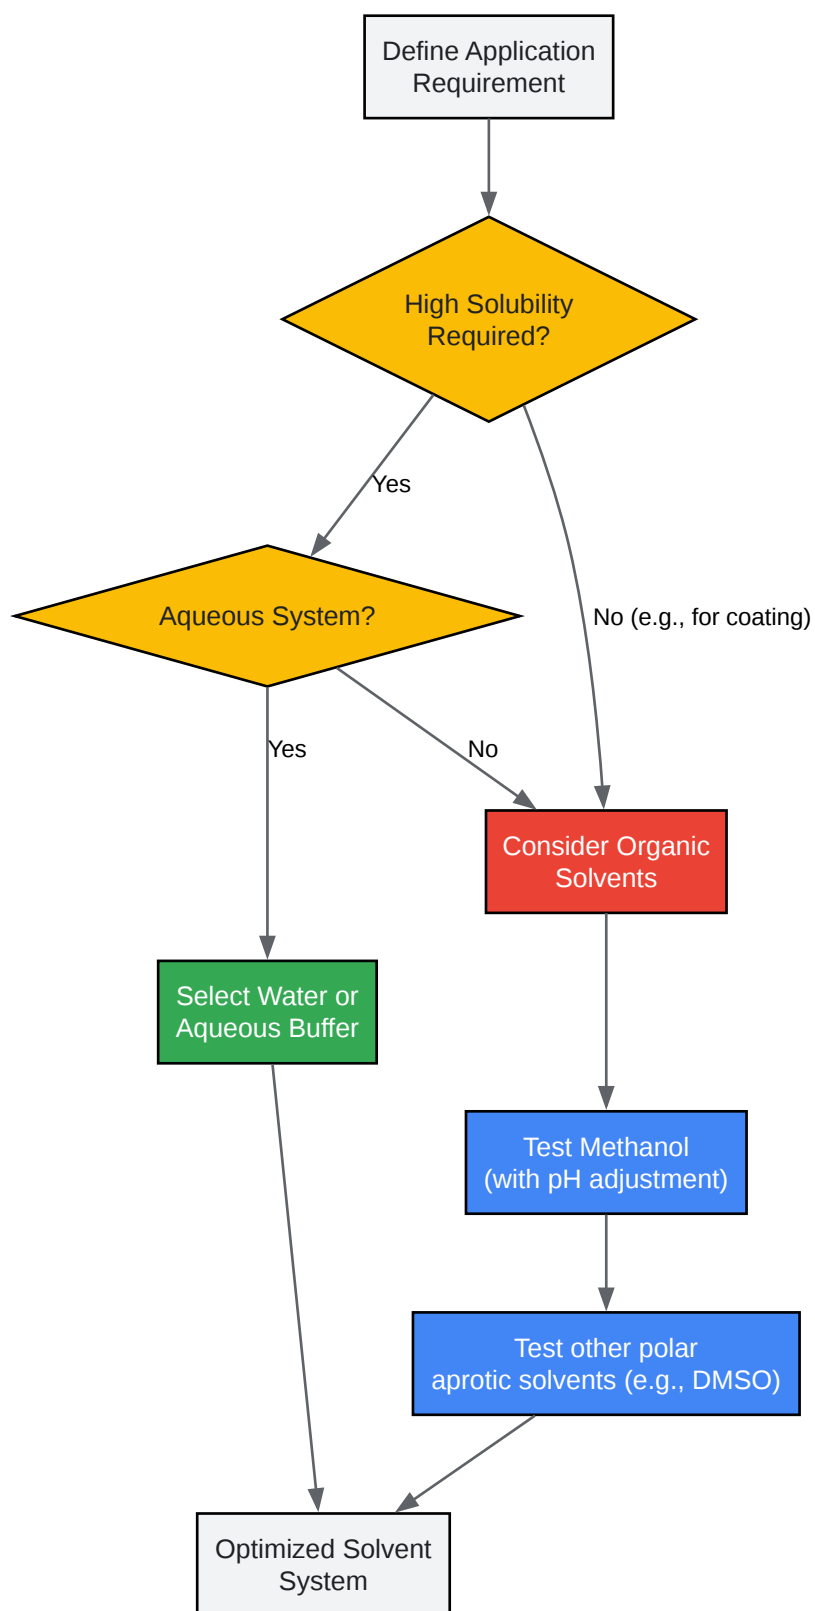 Define Application
Requirement
High Solubility
Required?
Yes
Aqueous System?
No (e.g., for coating)
Yes
No
Consider Organic
Solvents
Select Water or
Aqueous Buffer
Test Methanol
(with pH adjustment)
Test other polar
aprotic solvents (e.g., DMSO)
Optimized Solvent
System